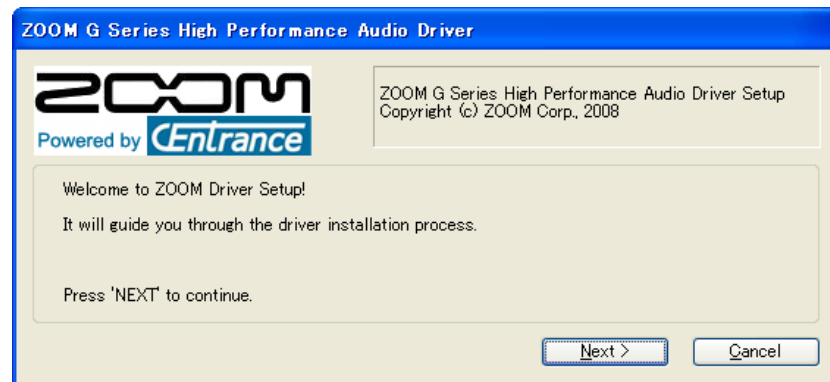 ZOOM G Series High Performance Audio Driver
ZOOM
Powered by CEntrance
ZOOM G Series High Performance Audio Driver Setup
Copyright (c) ZOOM Corp., 2008
Welcome to ZOOM Driver Setup!
It will guide you through the driver installation process.
Press 'NEXT' to continue.
Next >
Cancel